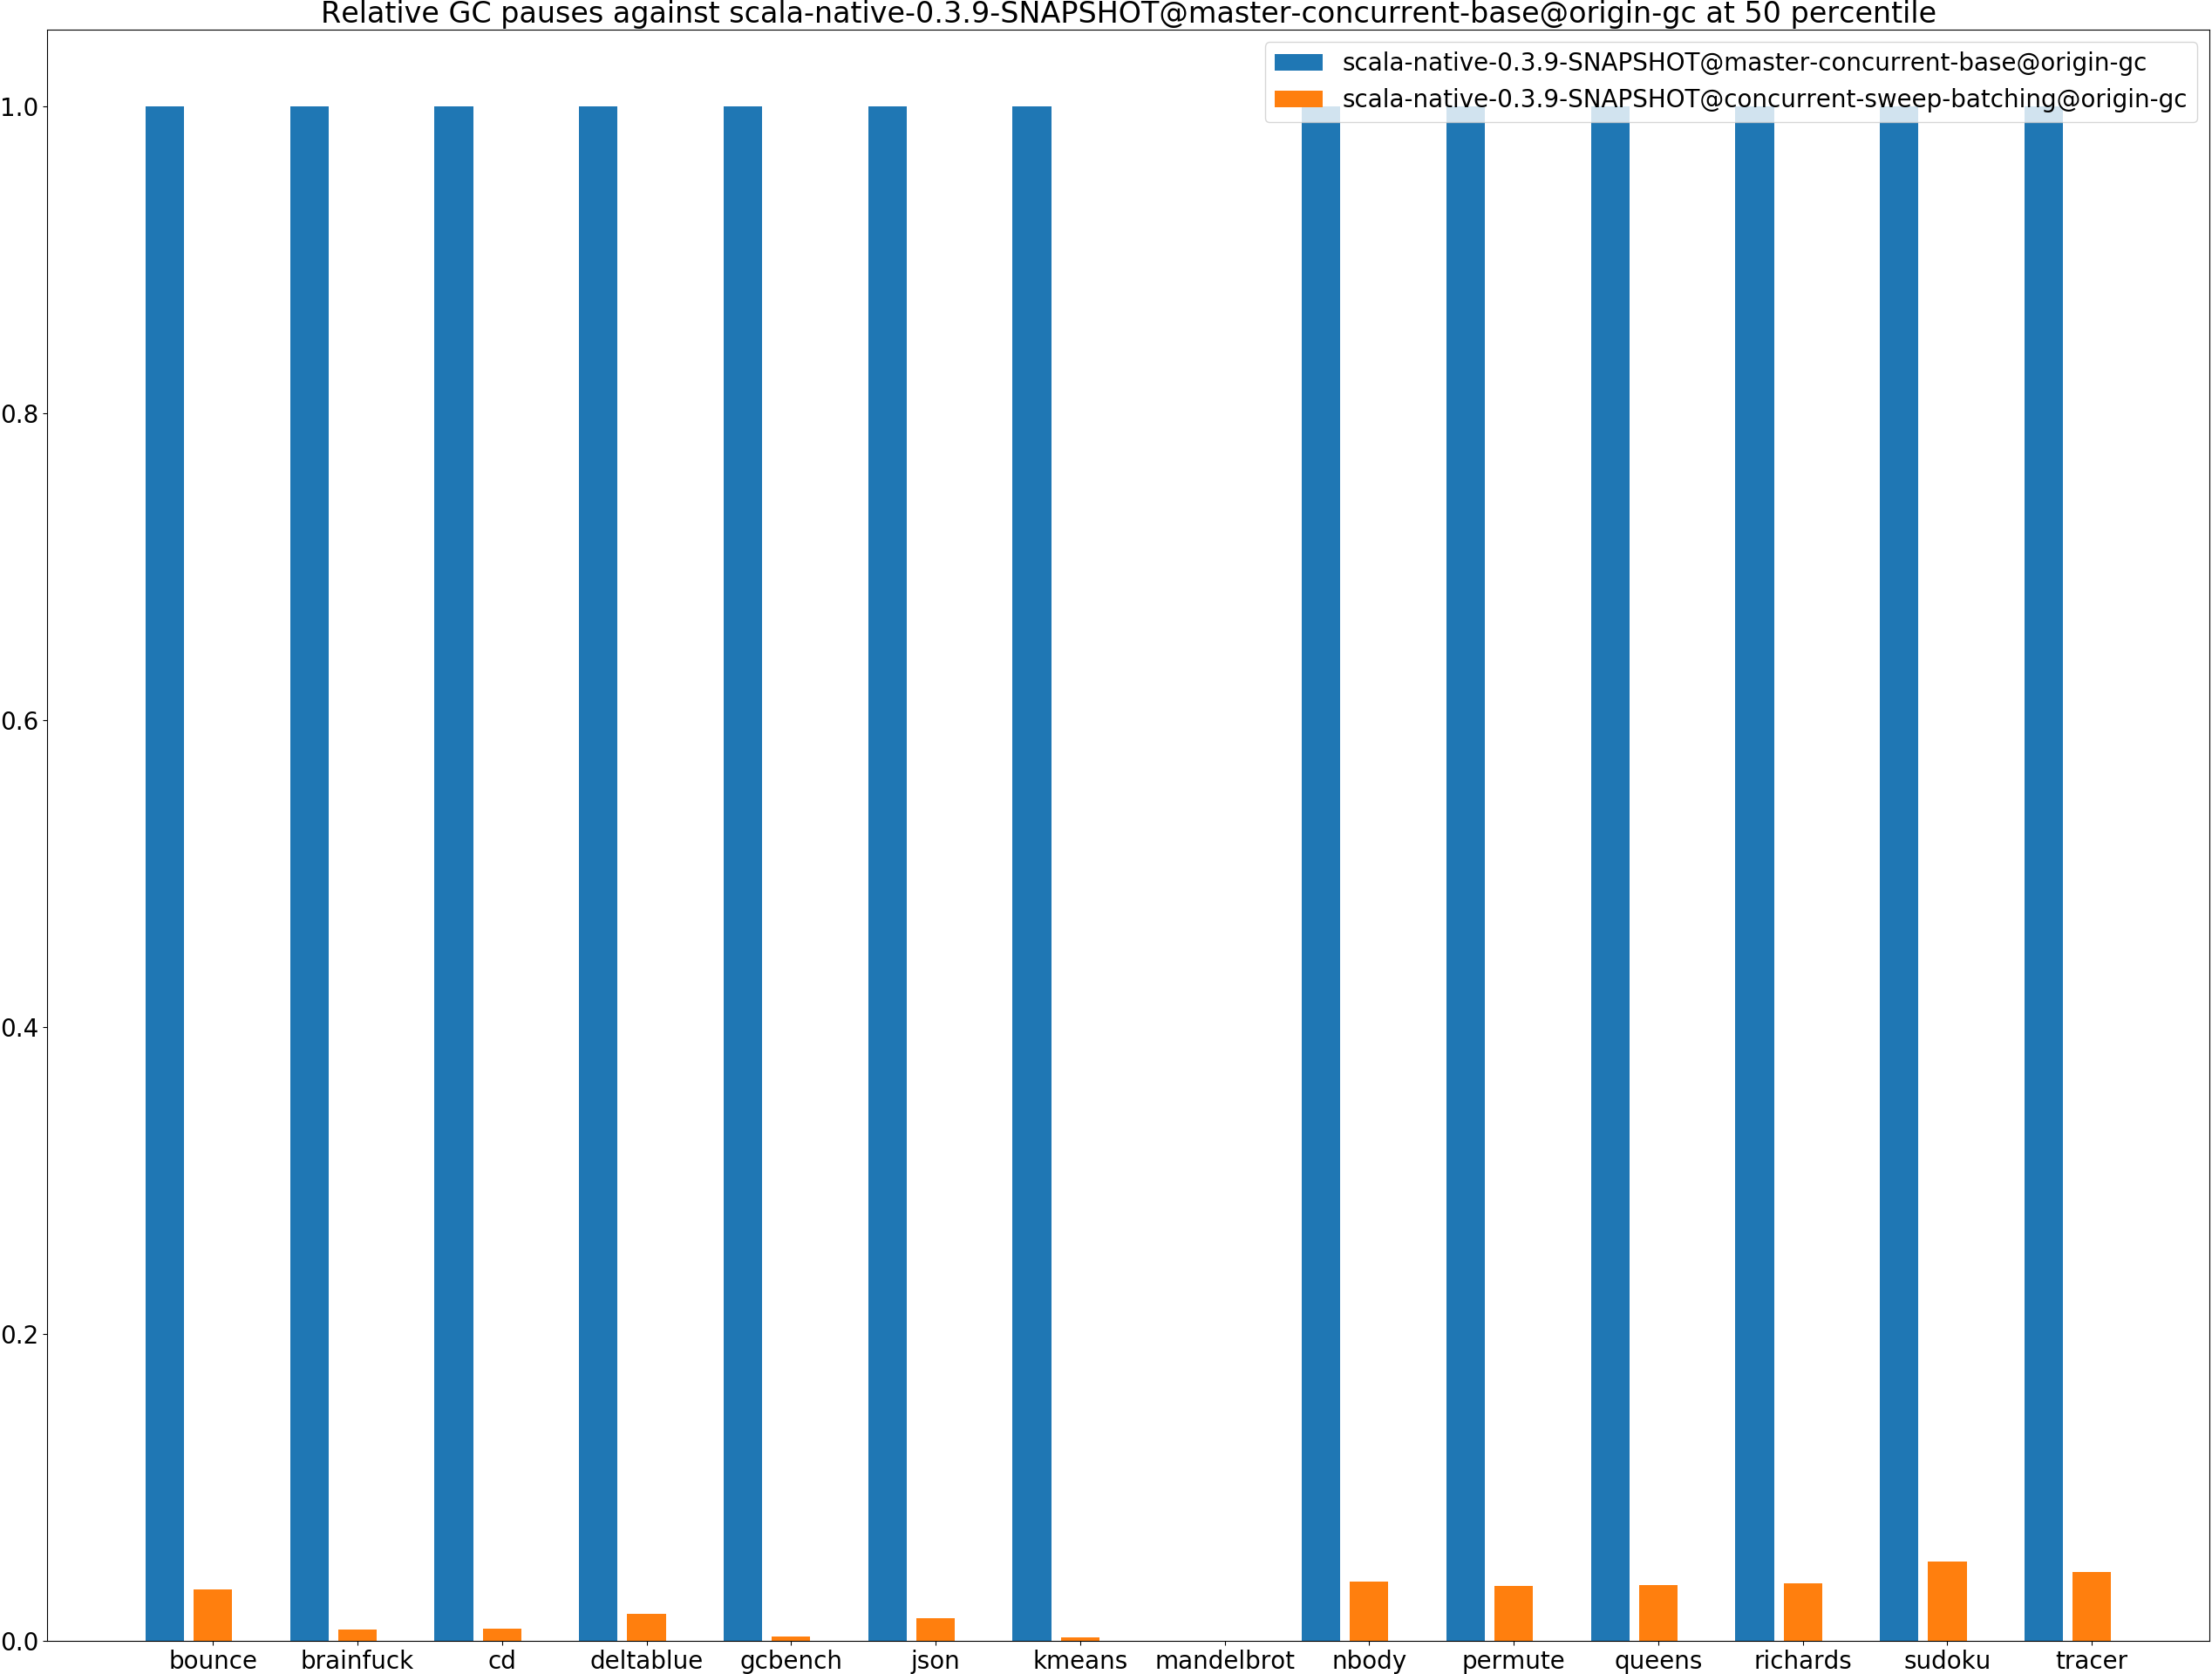 Relative GC pauses against scala-native-0.3.9-SNAPSHOT@master-concurrent-base@origin-gc at 50 percentile
scala-native-0.3.9-SNAPSHOT@master-concurrent-base@origin-gc
scala-native-0.3.9-SNAPSHOT@concurrent-sweep-batching@origin-gc
1.0
0.8
0.6
0.4
0.2
0.0
bounce brainfuck cd deltablue gcbench json kmeans mandelbrot nbody permute queens richards sudoku tracer